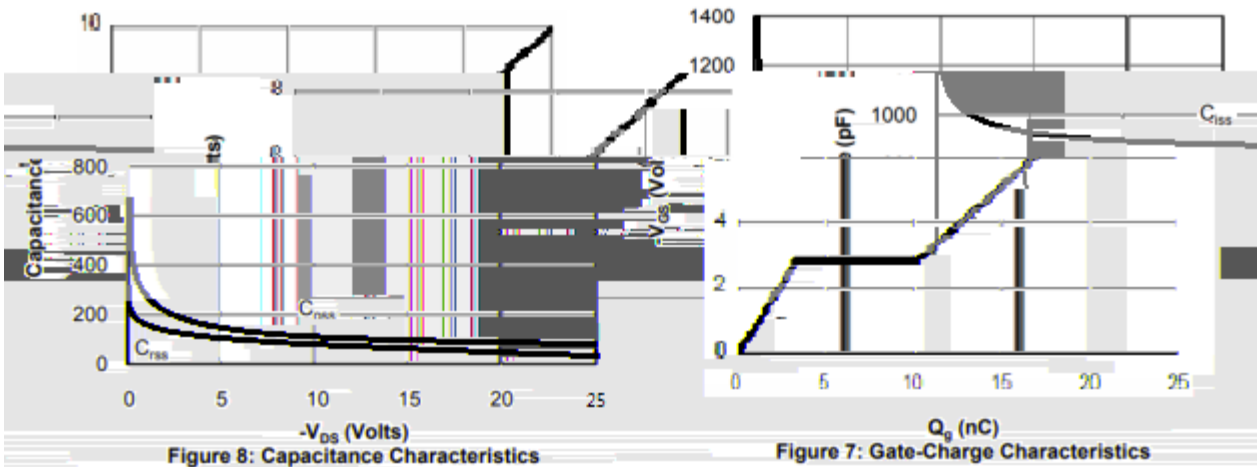 10
1400
1200
8
1000
Ciss
(pF)
Capacitance
800
600
400
200
0
Crss
0 5 10 15 20 25
-VDS (Volts)
Figure 8: Capacitance Characteristics
4
2
0
0 5 10 15 20 25
Qg (nC)
Figure 7: Gate-Charge Characteristics